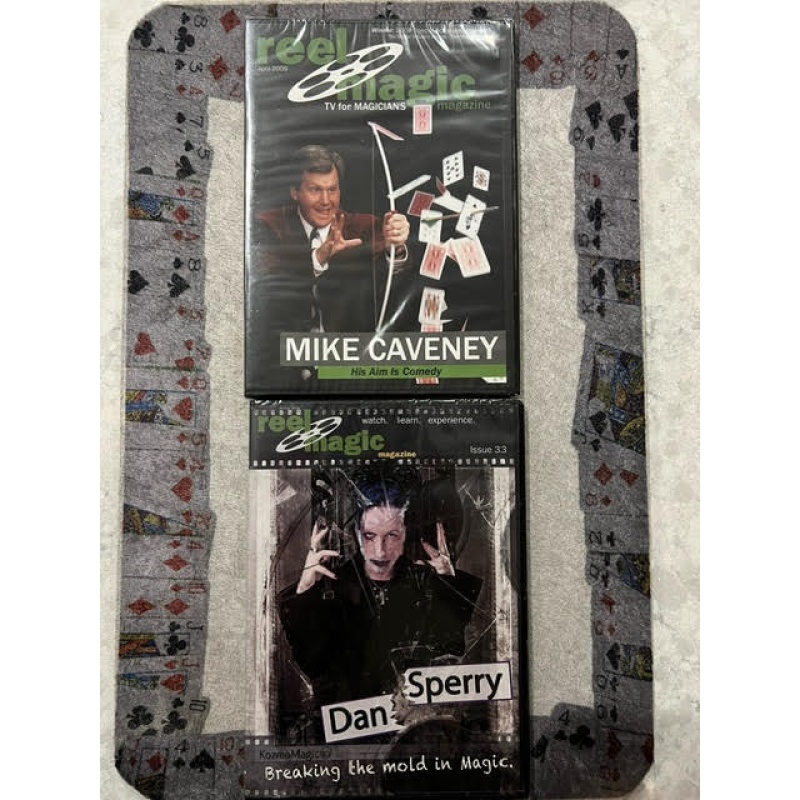 reel
magic
magazine
TV for MAGICIANS
MIKE CAVENEY
His Aim Is Comedy
reel
magic
magazine
watch. learn. experience.
Issue 33
Dan Sperry
Breaking the mold in Magic.